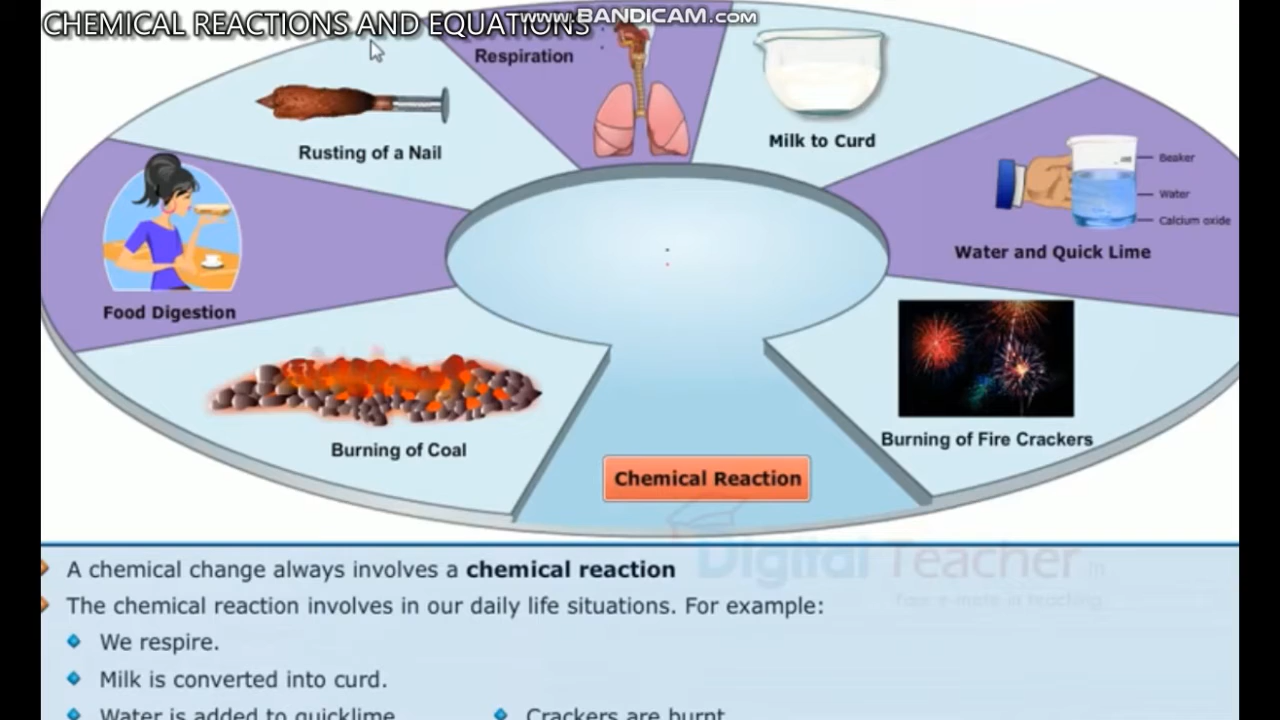 CHEMICAL REACTIONS AND EQUATIONS
www.BANDICAM.com
Respiration
Rusting of a Nail
Milk to Curd
Beaker
Water
Calcium oxide
Water and Quick Lime
Food Digestion
Burning of Coal
Burning of Fire Crackers
Chemical Reaction
Digital Teacher
A chemical change always involves a chemical reaction
The chemical reaction involves in our daily life situations. For example:
We respire.
Milk is converted into curd.
Water is added to quicklime
Crackers are burnt